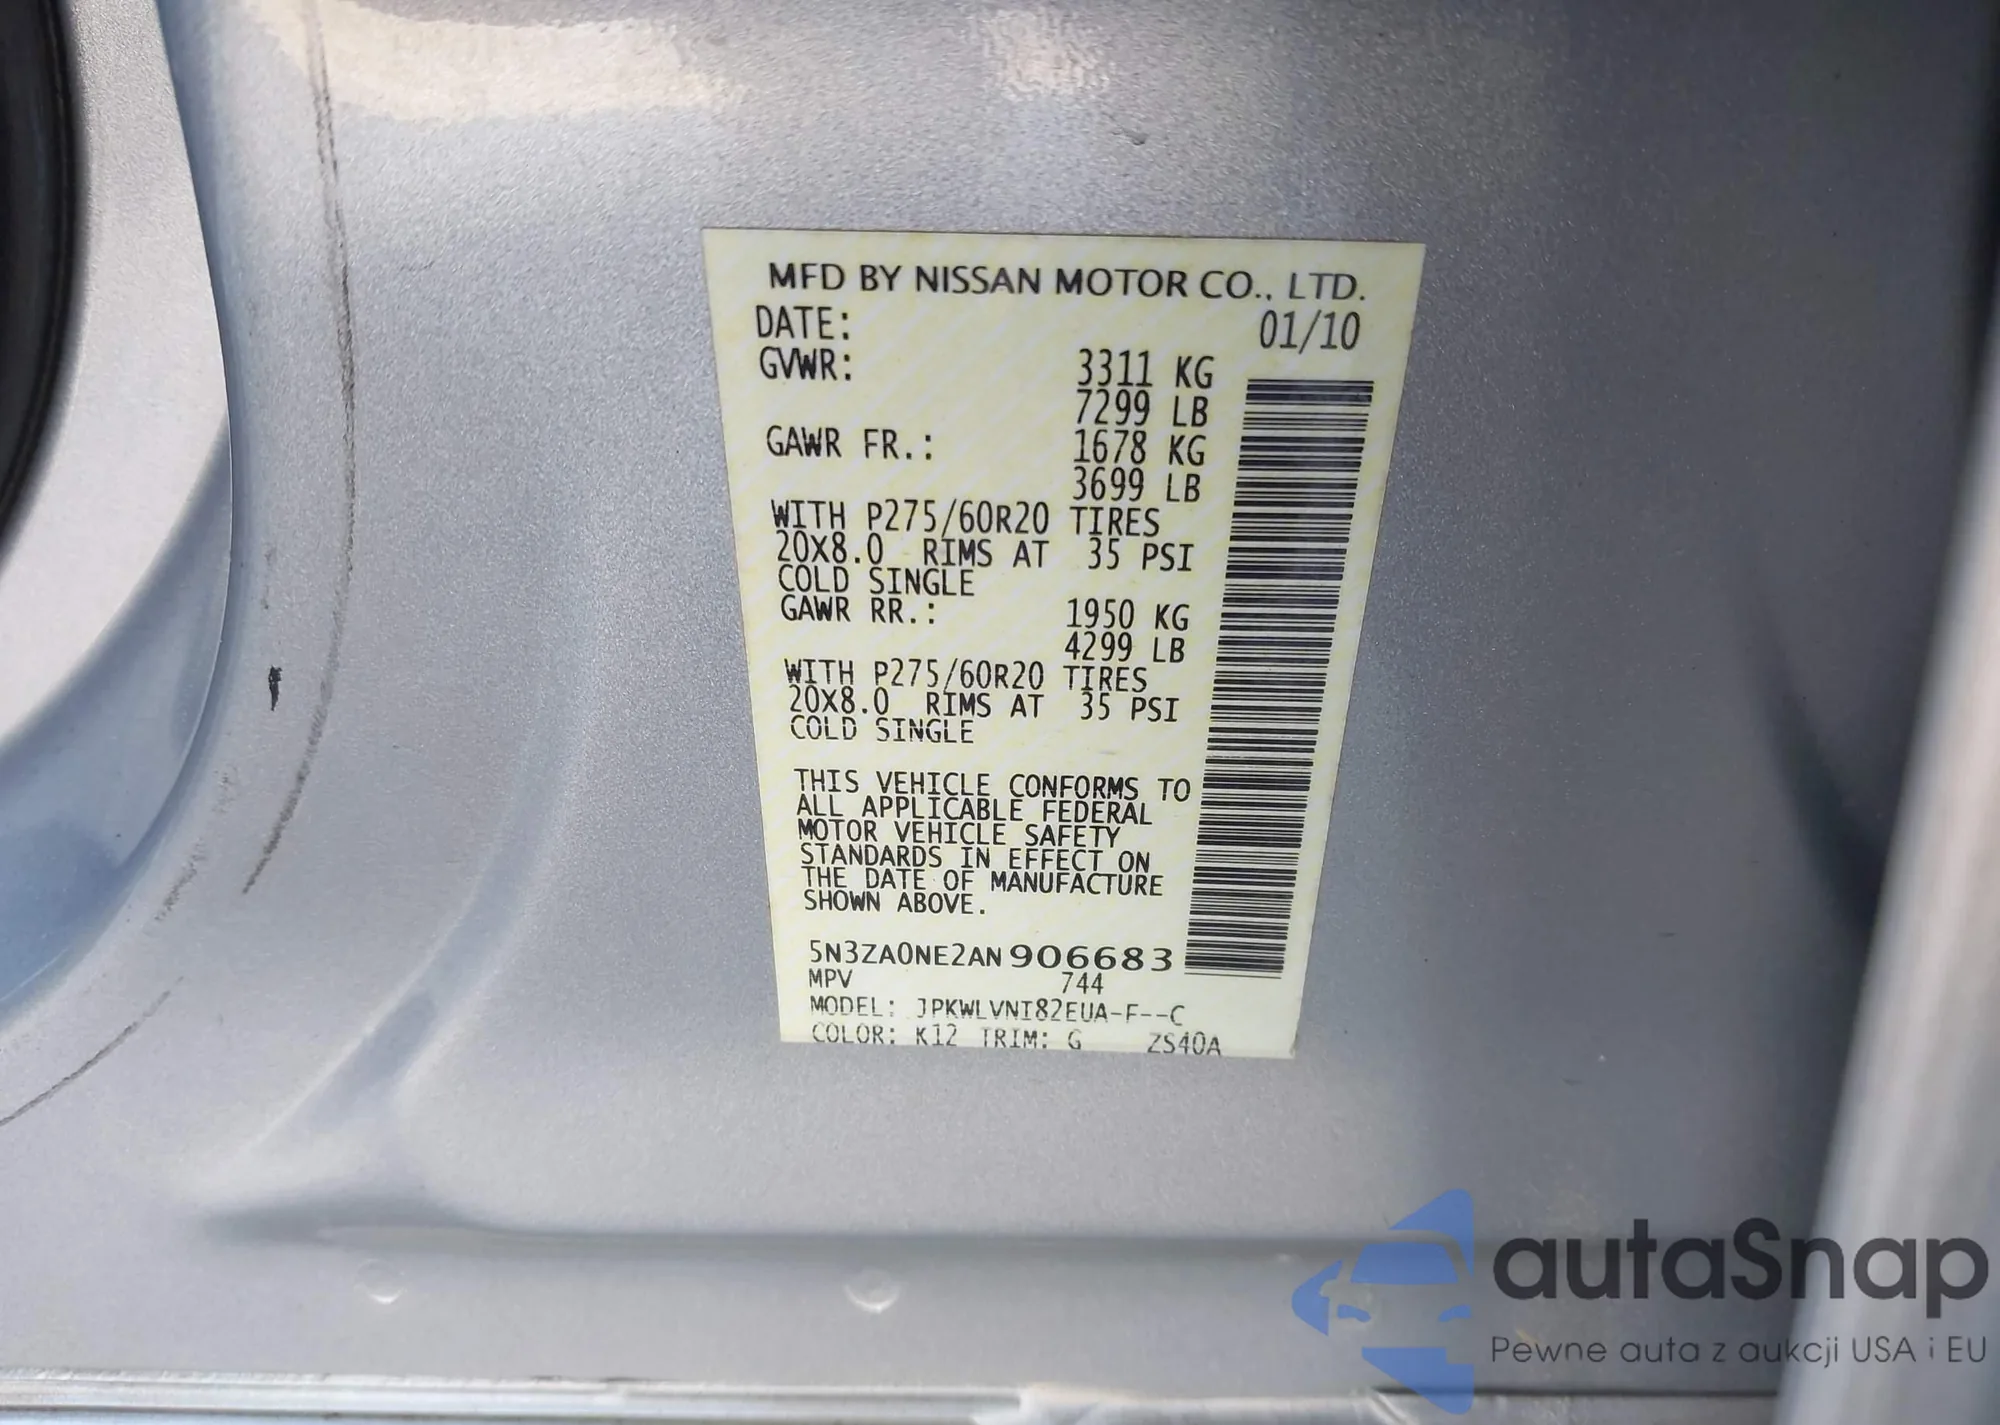 MFD BY NISSAN MOTOR CO., LTD.
DATE: 01/10
GVWR: 3311 KG
7299 LB
GAWR FR.: 1678 KG
3699 LB
WITH P275/60R20 TIRES
20X8.0 RIMS AT 35 PSI
COLD SINGLE
GAWR RR.: 1950 KG
4299 LB
WITH P275/60R20 TIRES
20X8.0 RIMS AT 35 PSI
COLD SINGLE
THIS VEHICLE CONFORMS TO
ALL APPLICABLE FEDERAL
MOTOR VEHICLE SAFETY
STANDARDS IN EFFECT ON
THE DATE OF MANUFACTURE
SHOWN ABOVE.
5N3ZA0NE2AN906683
MPV 744
MODEL: JPKWLVNI82EUA-F--C
COLOR: K12 TRIM: G ZS40A
autaSnap
Pewne auta z aukcji USA i EU